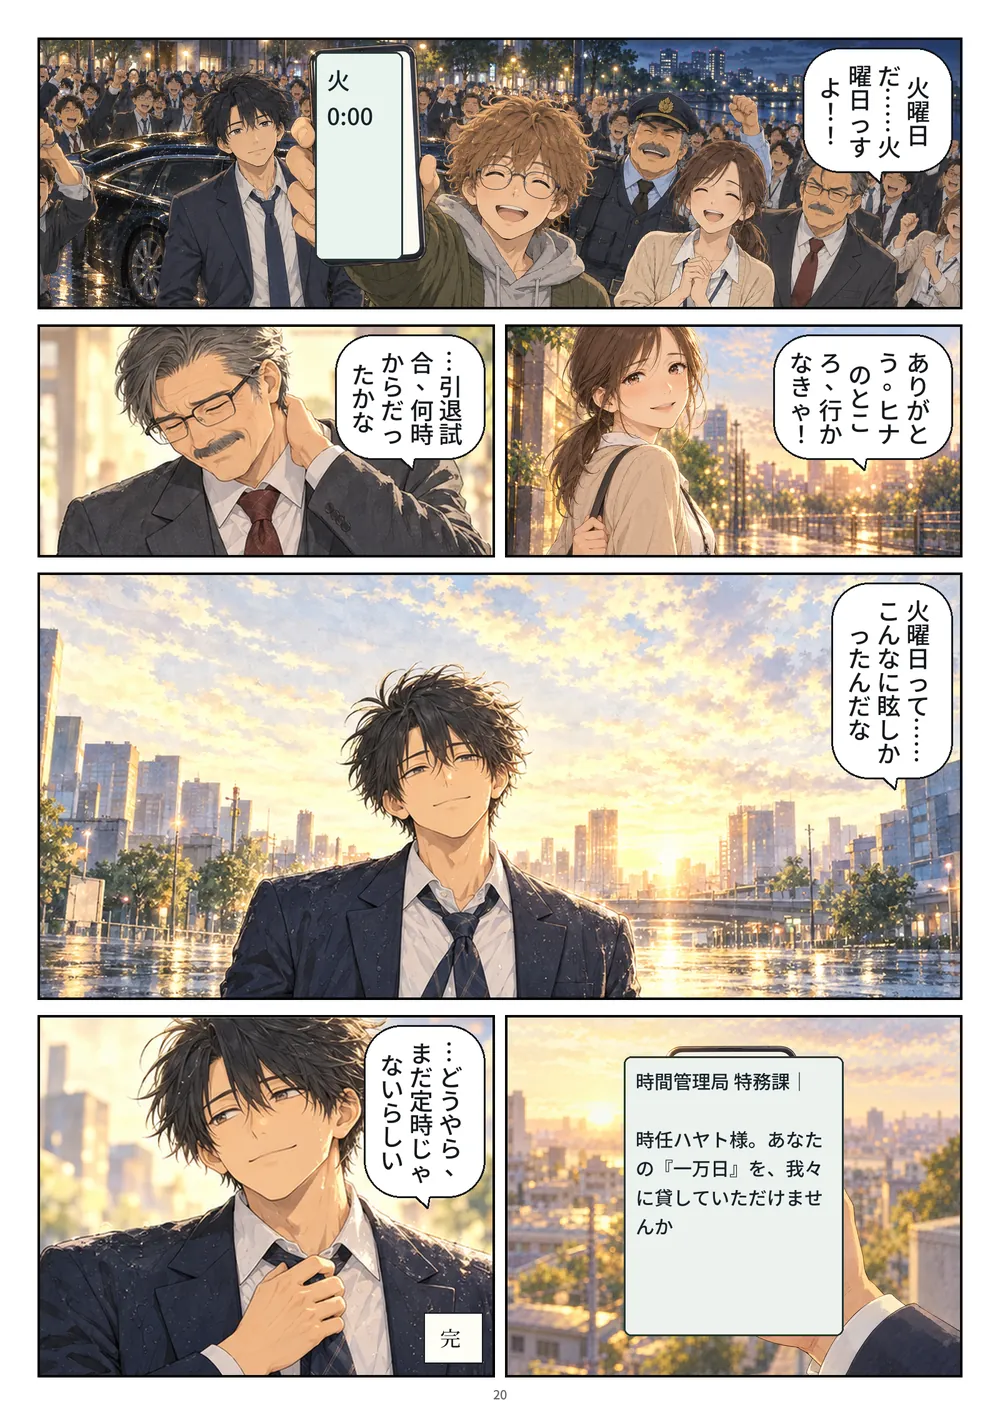 火曜日
だ……火
曜日っす
よ！！
火
0:00
ありがと
う。ヒナ
のとこ
ろ、行か
なきゃ！
…引退試
合、何時
からだっ
たかな
火曜日って……
こんなに眩しか
ったんだな
時間管理局 特務課｜
時任ハヤト様。あなた
の『一万日』を、我々
に貸していただけませ
んか
…どうやら、
まだ定時じゃ
ないらしい
完
20